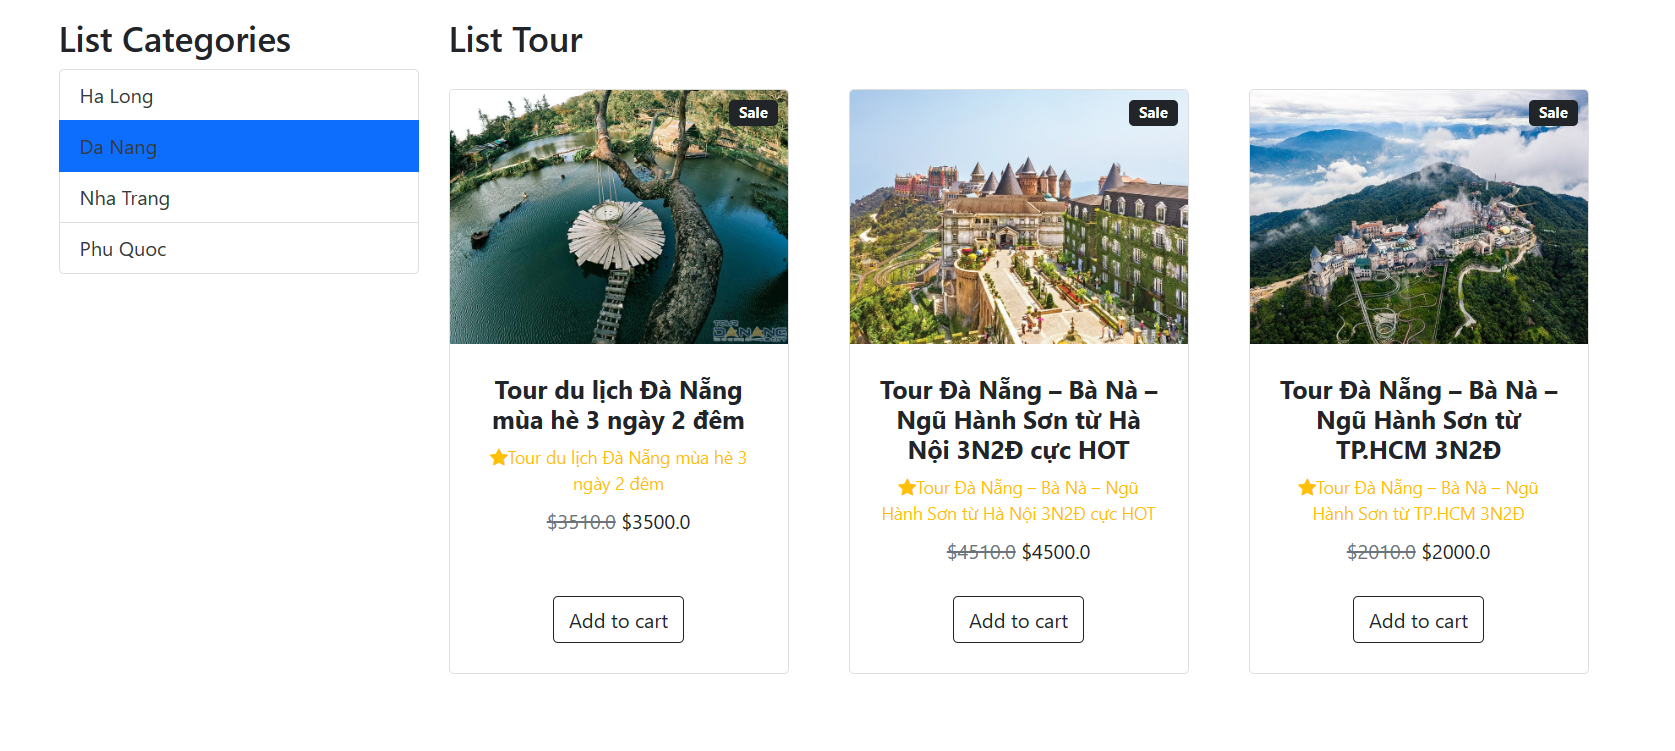 List Categories
Ha Long
Da Nang
Nha Trang
Phu Quoc
List Tour
Sale
TOUR
DANANG
Tour du lịch Đà Nẵng
mùa hè 3 ngày 2 đêm
Tour du lịch Đà Nẵng mùa hè 3
ngày 2 đêm
$3510.0 $3500.0
Add to cart
Sale
Tour Đà Nẵng – Bà Nà –
Ngũ Hành Sơn từ Hà
Nội 3N2Đ cực HOT
Tour Đà Nẵng – Bà Nà – Ngũ
Hành Sơn từ Hà Nội 3N2Đ cực HOT
$4510.0 $4500.0
Add to cart
Sale
Tour Đà Nẵng – Bà Nà –
Ngũ Hành Sơn từ
TP.HCM 3N2Đ
Tour Đà Nẵng – Bà Nà – Ngũ
Hành Sơn từ TP.HCM 3N2Đ
$2010.0 $2000.0
Add to cart